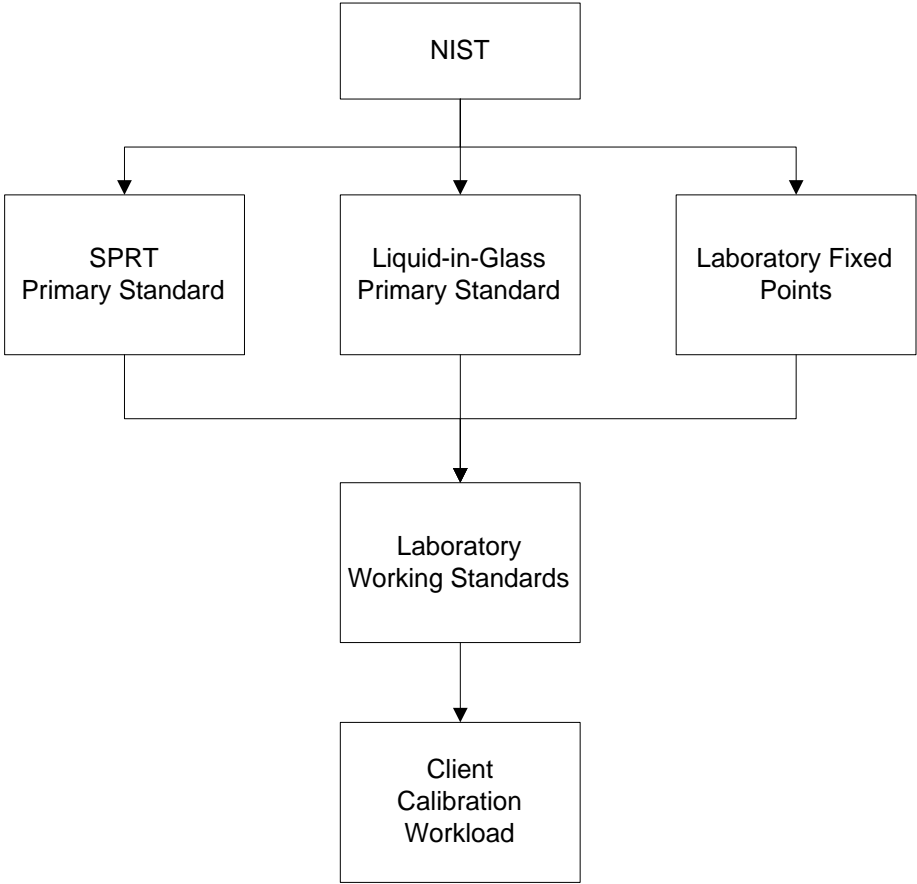 NIST
SPRT
Primary Standard
Liquid-in-Glass
Primary Standard
Laboratory Fixed
Points
Laboratory
Working Standards
Client
Calibration
Workload